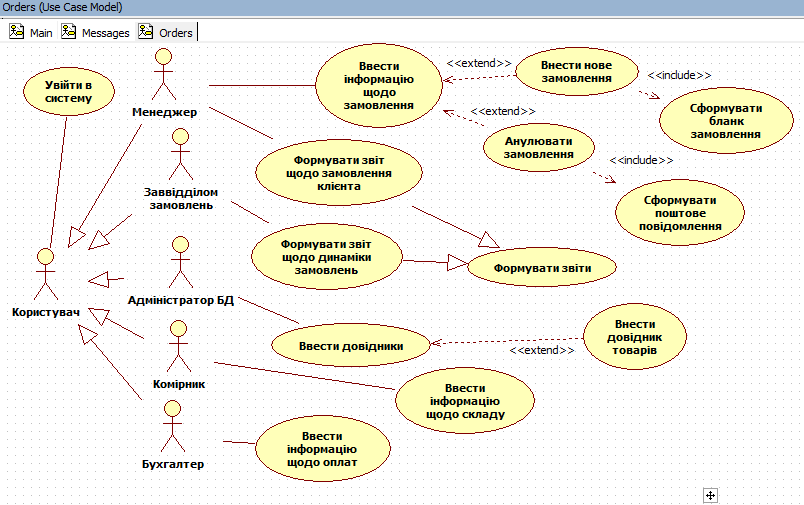 Orders (Use Case Model)
Main Messages Orders
Увійти в
систему
Менеджер
Ввести
інформацію
щодо
замовлення
<<extend>>
Внести нове
замовлення
<<include>>
Сформувати
бланк
замовлення
<<extend>>
Анулювати
замовлення
<<include>>
Сформувати
поштове
повідомлення
Формувати звіт
щодо замовлення
клієнта
Заввідділом
замовлень
Формувати звіт
щодо динаміки
замовлень
Формувати звіти
Користувач
Адміністратор БД
Ввести довідники
<<extend>>
Внести
довідник
товарів
Комірник
Ввести
інформацію
щодо складу
Бухгалтер
Ввести
інформацію
щодо оплат